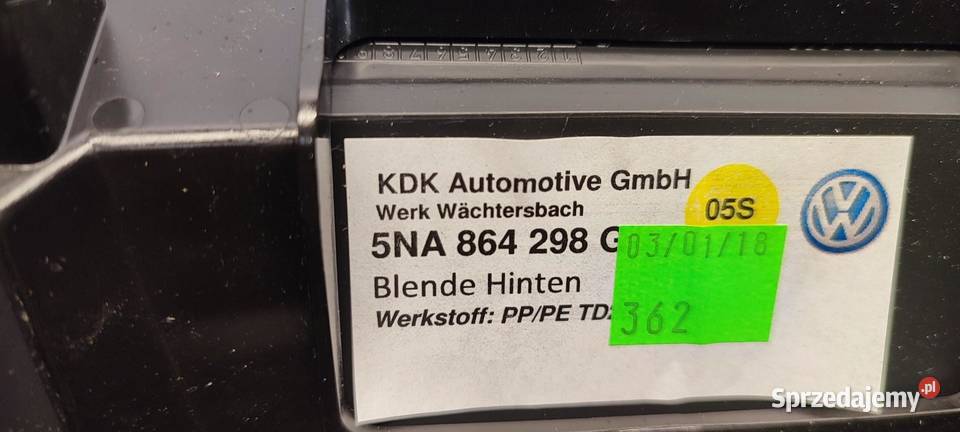 KDK Automotive GmbH
Werk Wächtersbach
05S
5NA 864 298 G
03/01/18
Blende Hinten
Werkstoff: PP/PE
362
Sprzedajemy.pl